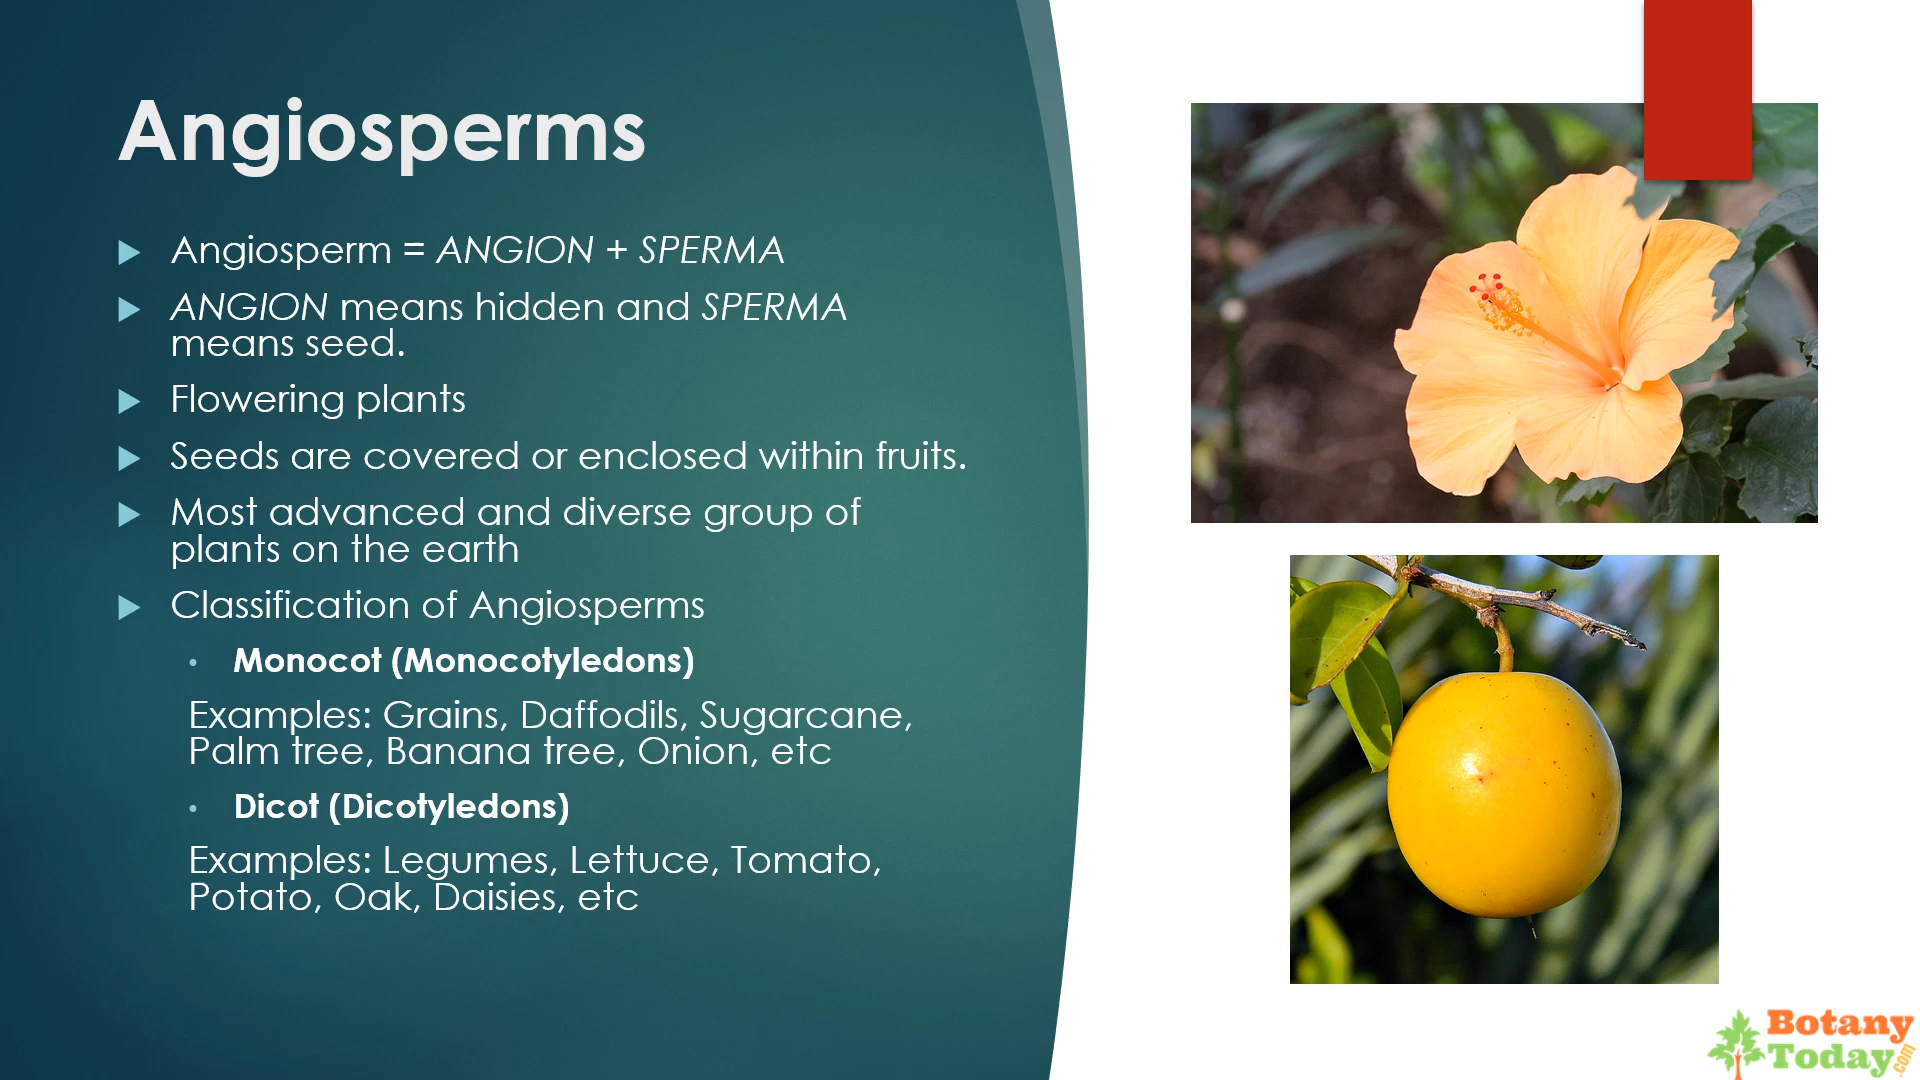 Angiosperms
Angiosperm = ANGION + SPERMA
ANGION means hidden and SPERMA
means seed.
Flowering plants
Seeds are covered or enclosed within fruits.
Most advanced and diverse group of
plants on the earth
Classification of Angiosperms
Monocot (Monocotyledons)
Examples: Grains, Daffodils, Sugarcane,
Palm tree, Banana tree, Onion, etc
Dicot (Dicotyledons)
Examples: Legumes, Lettuce, Tomato,
Potato, Oak, Daisies, etc
Botany
Today.com